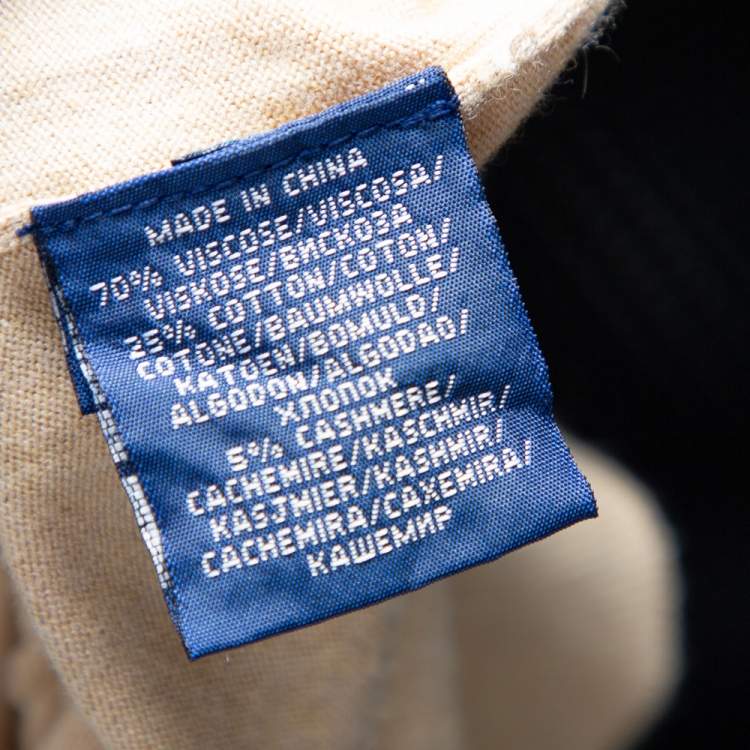 MADE IN CHINA
70% VISCOSE/VISCOSA/
VISKOSE/ВИСКОЗА
25% COTTON/COTON/
COTONE/BAUMWOLLE/
KATOEN/BOMULD/
ALGODON/ALGODAO/
ХЛОПОК
5% CASHMERE/
CACHEMIRE/KASCHMIR/
KASJMIER/KASHMIR/
CACHEMIRA/CAXEMIRA/
КАШЕМИР